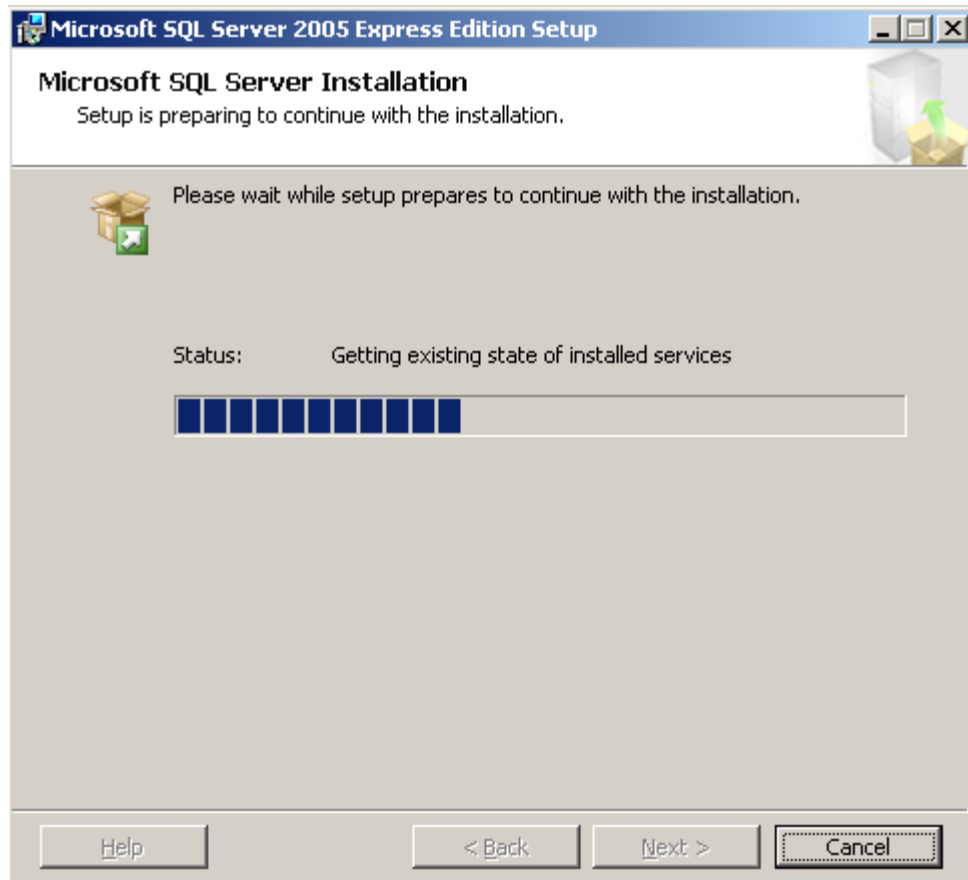 Microsoft SQL Server 2005 Express Edition Setup
Microsoft SQL Server Installation
Setup is preparing to continue with the installation.
Please wait while setup prepares to continue with the installation.
Status: Getting existing state of installed services
Help < Back Next > Cancel